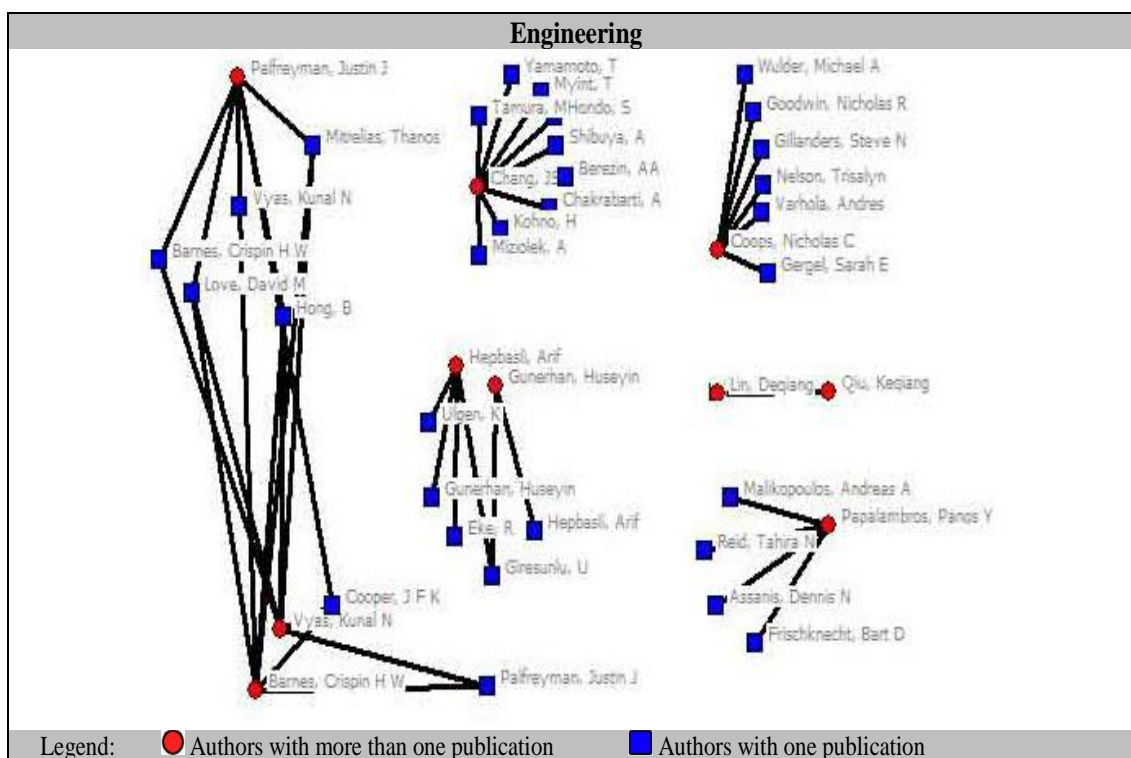 Engineering
Palfreyman, Justin J
Mitrelias, Thanos
Vyas, Kunal N
Barnes, Crispin H W
Love, David M
Hong, B
Cooper, J F K
Vyas, Kunal N
Barnes, Crispin H W
Palfreyman, Justin J
Yamamoto, T
Myint, T
Tamura, MHondo, S
Shibuya, A
Berezin, AA
Chang, JS
Chakrabarti, A
Kohno, H
Miziolek, A
Wulder, Michael A
Goodwin, Nicholas R
Gillanders, Steve N
Nelson, Trisalyn
Varhola, Andres
Coops, Nicholas C
Gergel, Sarah E
Hepbasli, Arif
Gunerhan, Huseyin
Ulgen, K
Gunerhan, Huseyin
Eke, R
Hepbasli, Arif
Giresunlu, U
Lin, Deqiang
Qiu, Keqiang
Malikopoulos, Andreas A
Papalambros, Panos Y
Reid, Tahira N
Assanis, Dennis N
Frischknecht, Bart D
Legend: Authors with more than one publication Authors with one publication